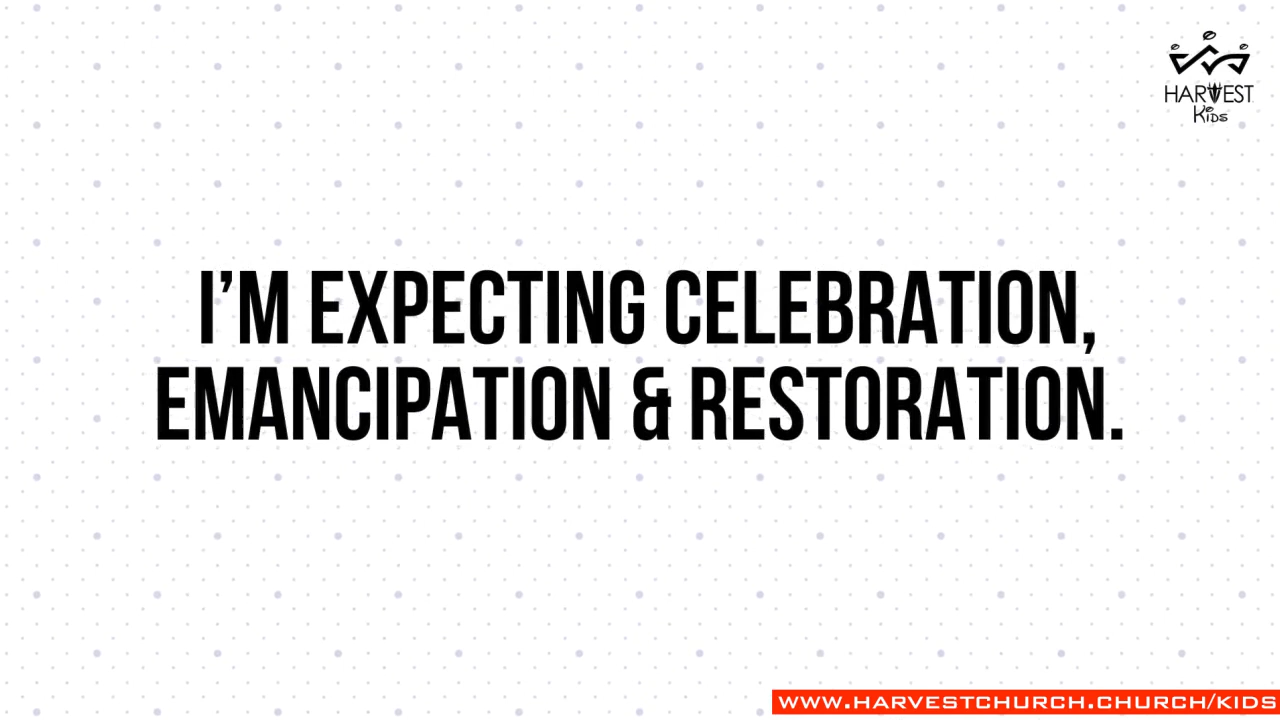 HARVEST
KIDS
I’M EXPECTING CELEBRATION,
EMANCIPATION & RESTORATION.
WWW.HARVESTCHURCH.CHURCH/KIDS